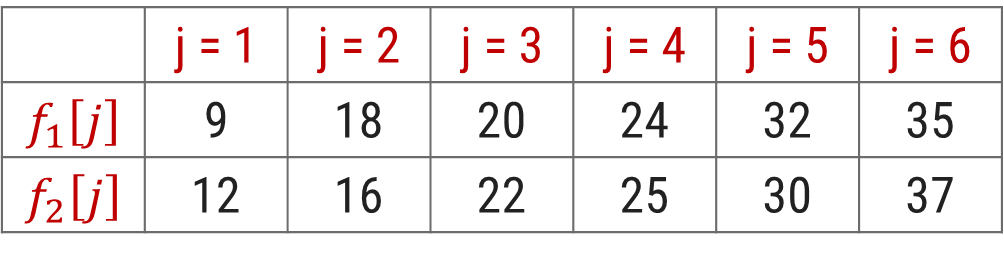 j = 1 j = 2 j = 3 j = 4 j = 5 j = 6
f₁[j] 9 18 20 24 32 35
f₂[j] 12 16 22 25 30 37